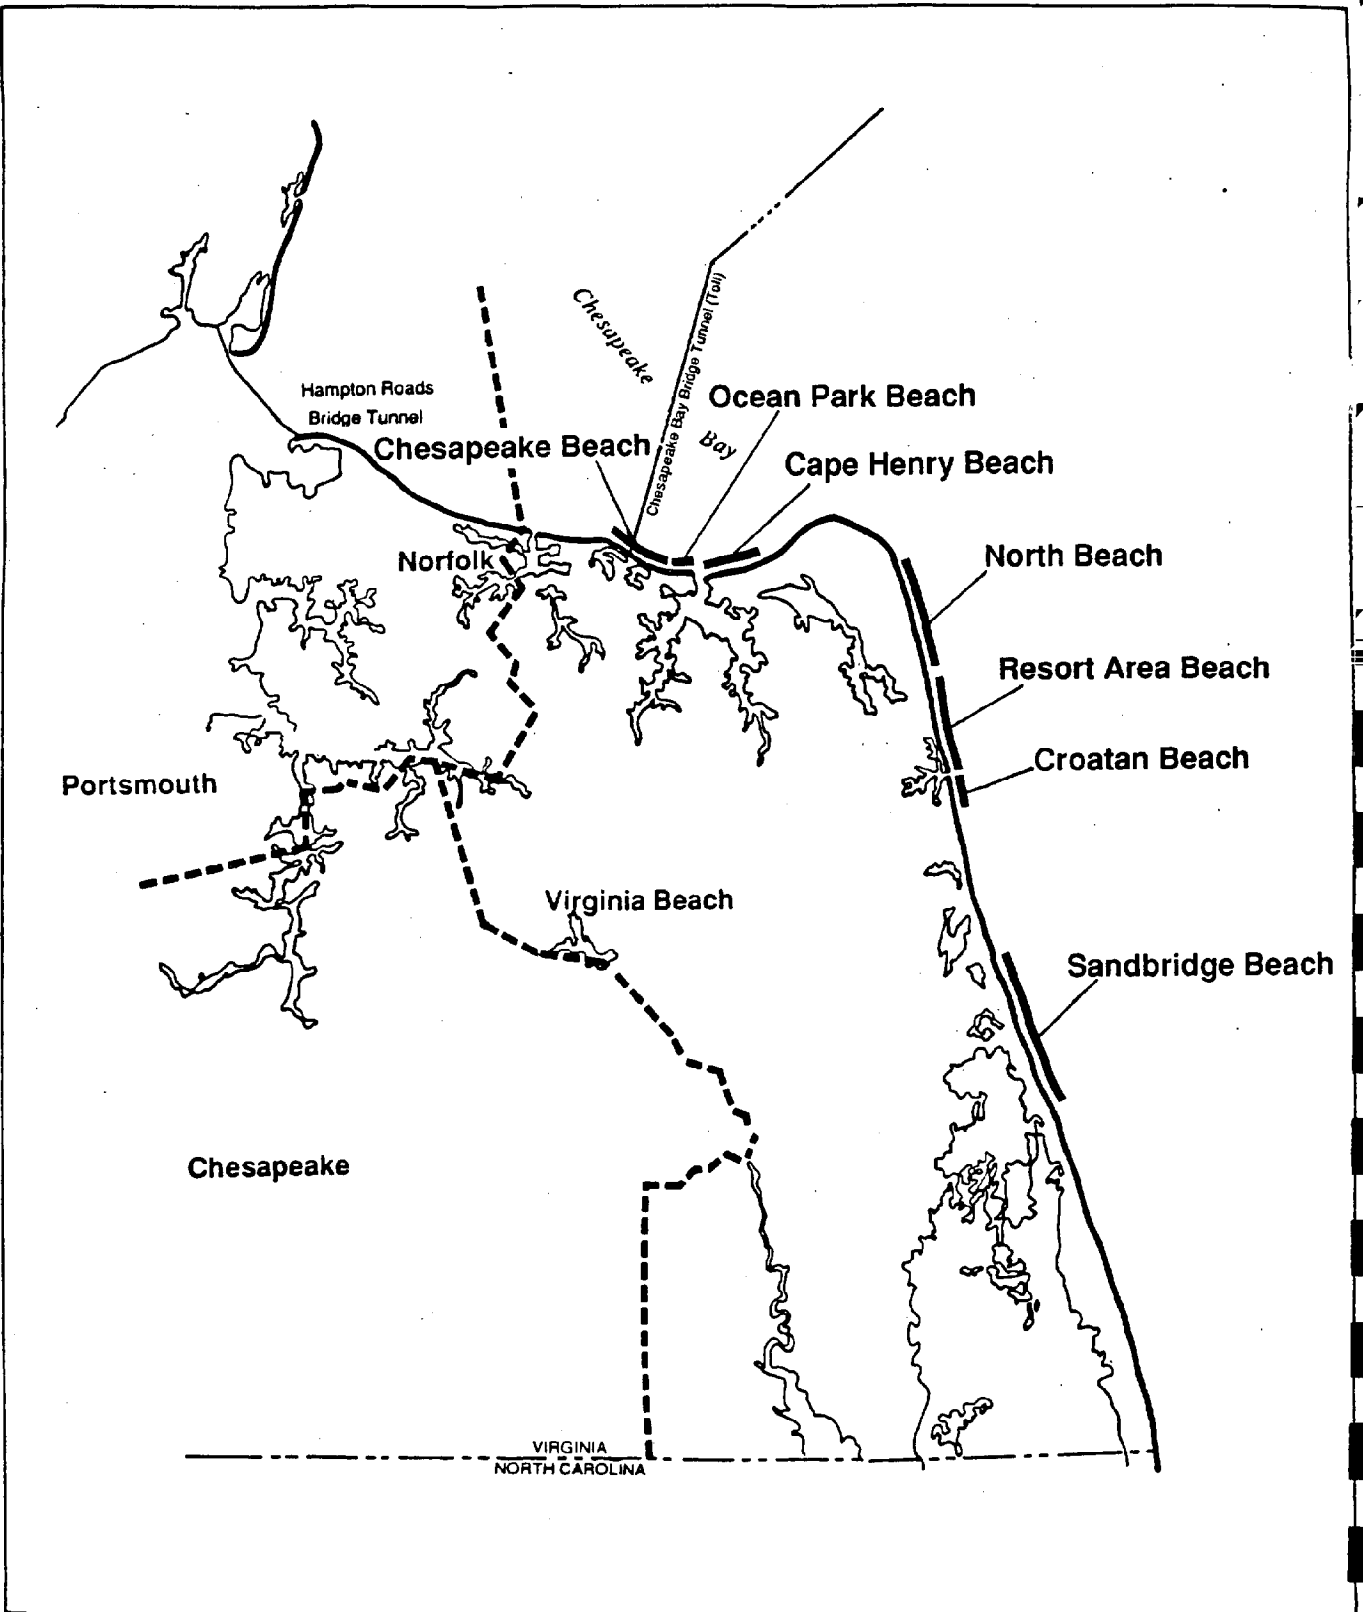 Chesapeake
Chesapeake Bay Bridge Tunnel (Toll)
Hampton Roads
Bridge Tunnel
Ocean Park Beach
Chesapeake Beach
Bay
Cape Henry Beach
Norfolk
North Beach
Resort Area Beach
Croatan Beach
Portsmouth
Virginia Beach
Sandbridge Beach
Chesapeake
VIRGINIA
NORTH CAROLINA